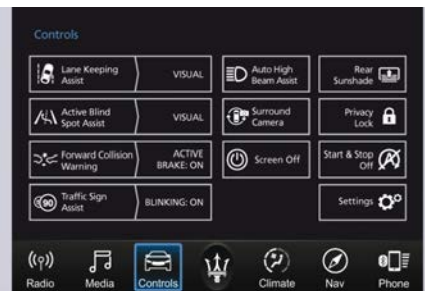 Controls
Lane Keeping
Assist
VISUAL
Auto High
Beam Assist
Rear
Sunshade
Active Blind
Spot Assist
VISUAL
Surround
Camera
Privacy
Lock
Forward Collision
Warning
ACTIVE
BRAKE: ON
Screen Off
Start & Stop
Off
90
Traffic Sign
Assist
BLINKING: ON
Settings
Radio
Media
Controls
Climate
Nav
Phone